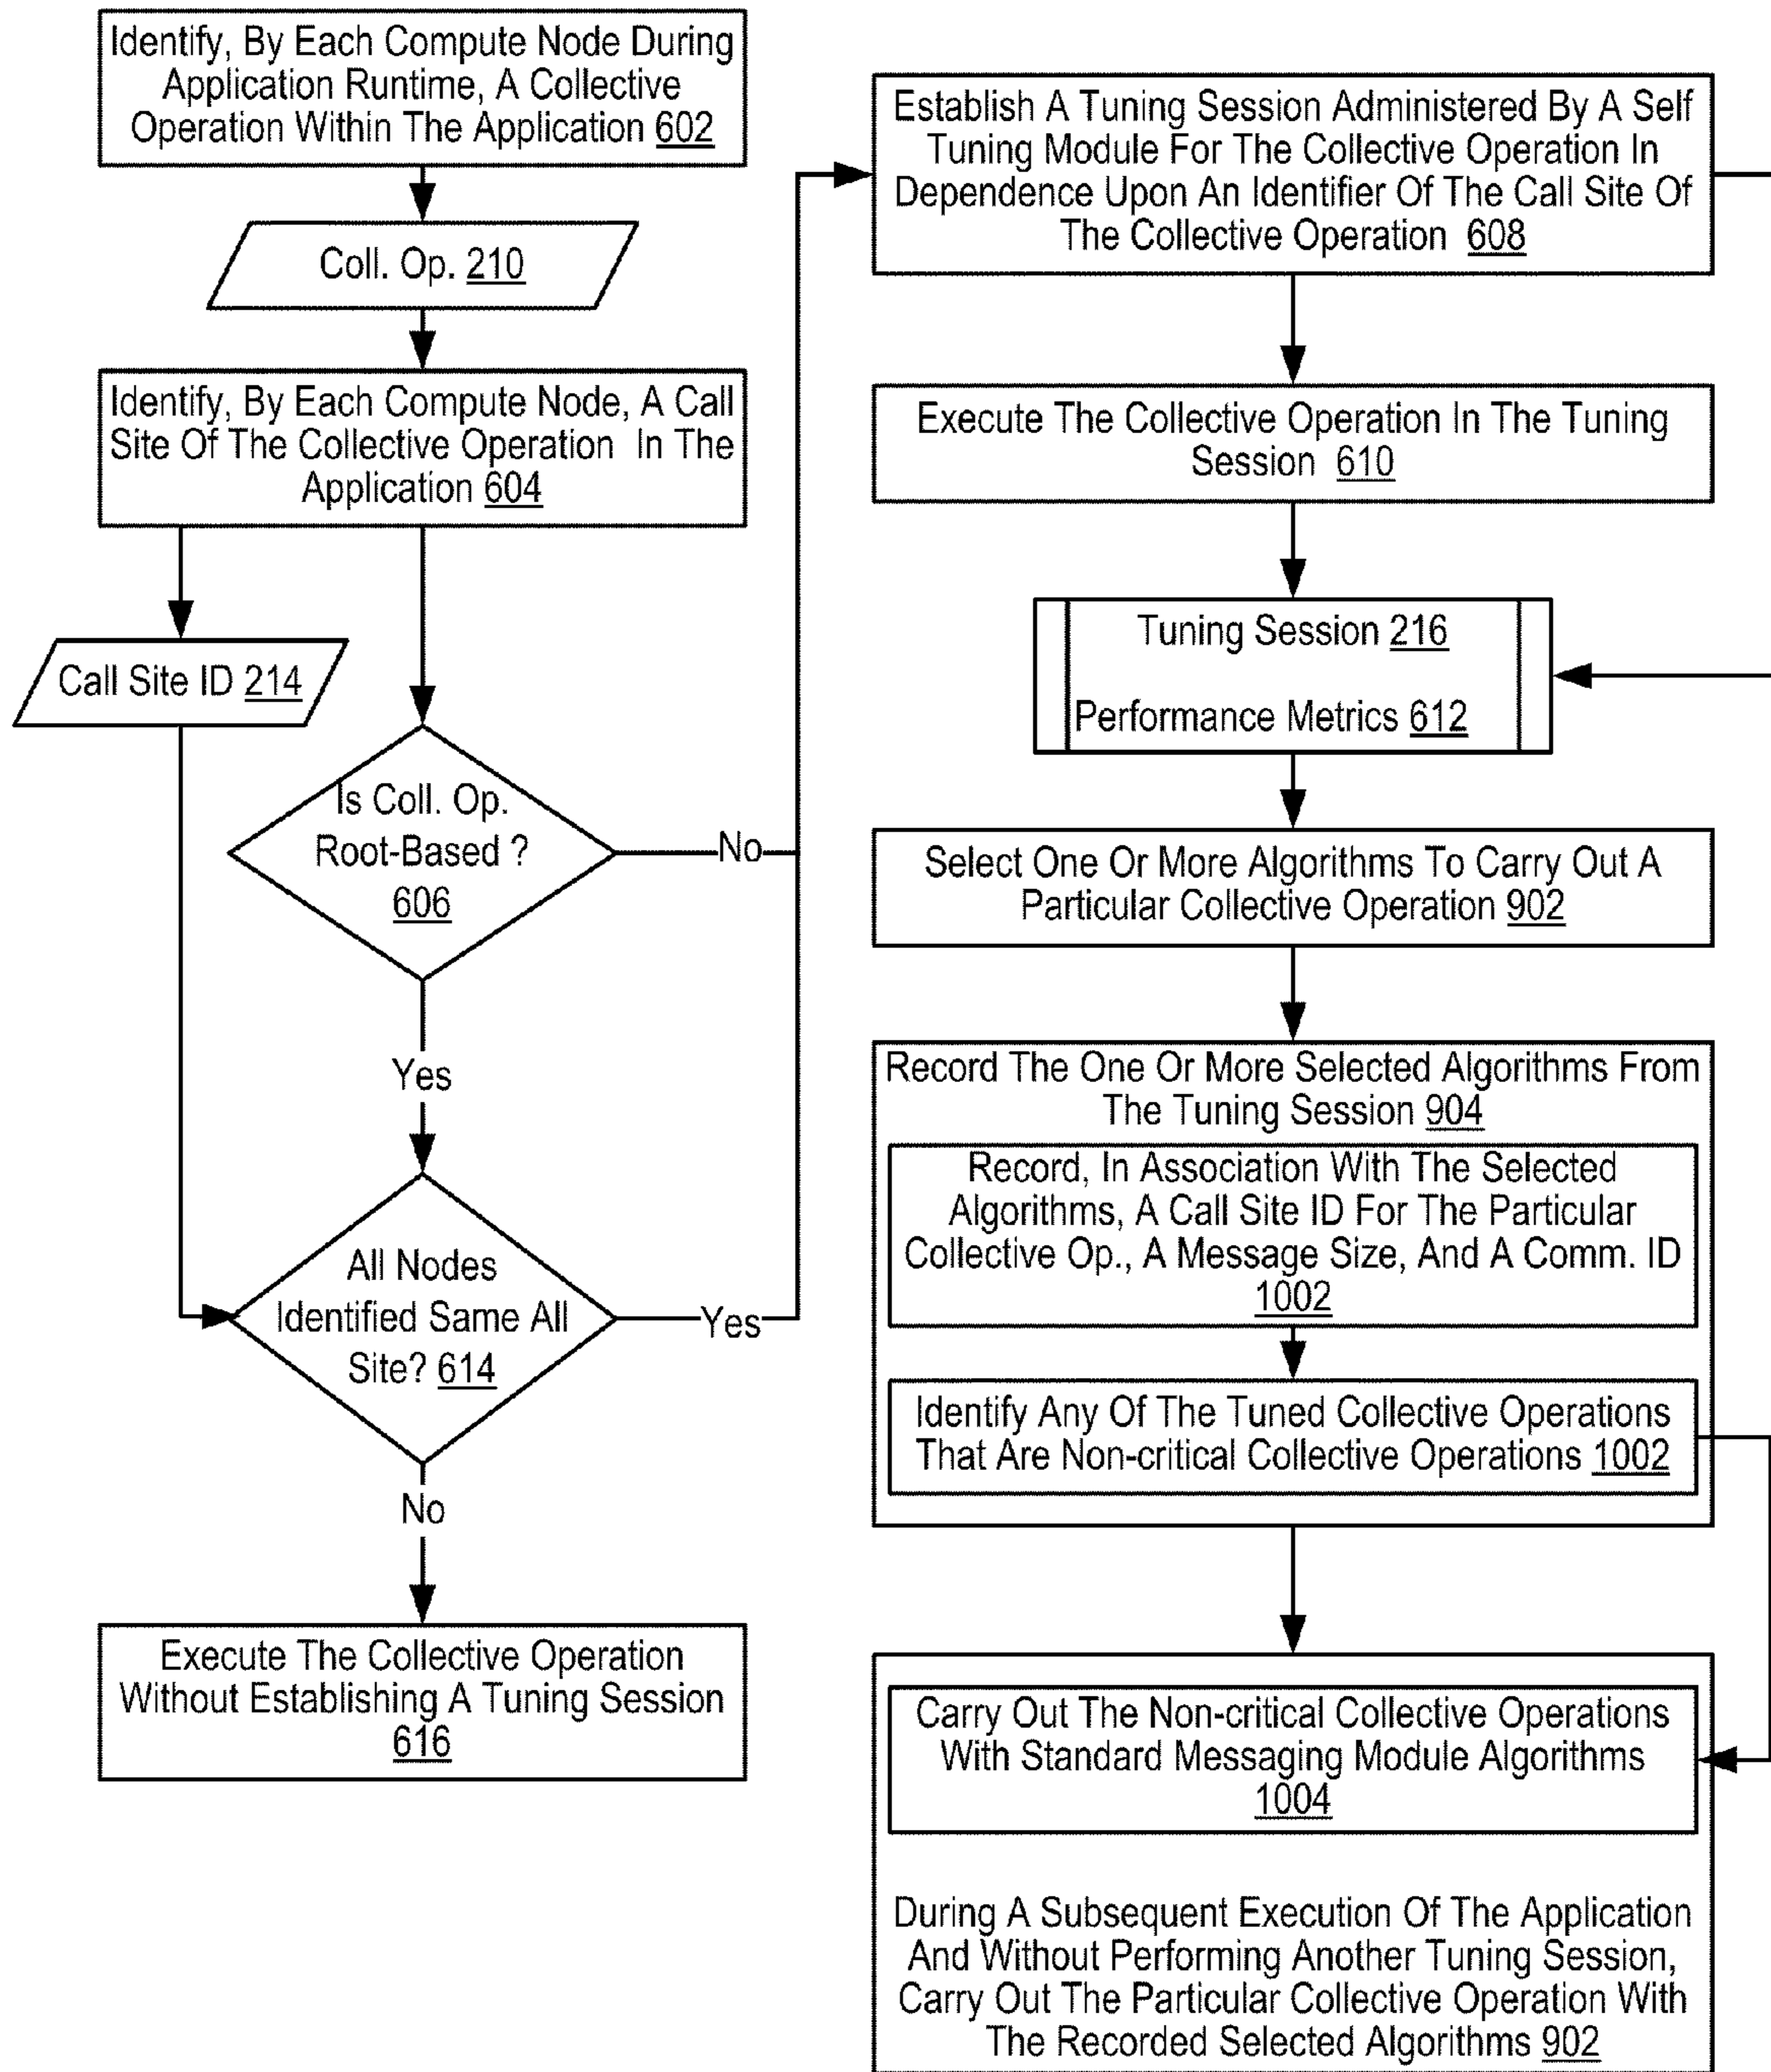 Identify, By Each Compute Node During
Application Runtime, A Collective
Operation Within The Application 602
Coll. Op. 210
Identify, By Each Compute Node, A Call
Site Of The Collective Operation In The
Application 604
Call Site ID 214
Is Coll. Op.
Root-Based ?
606
No
Yes
All Nodes
Identified Same All
Site? 614
Yes
No
Execute The Collective Operation
Without Establishing A Tuning Session
616
Establish A Tuning Session Administered By A Self
Tuning Module For The Collective Operation In
Dependence Upon An Identifier Of The Call Site Of
The Collective Operation 608
Execute The Collective Operation In The Tuning
Session 610
Tuning Session 216
Performance Metrics 612
Select One Or More Algorithms To Carry Out A
Particular Collective Operation 902
Record The One Or More Selected Algorithms From
The Tuning Session 904
Record, In Association With The Selected
Algorithms, A Call Site ID For The Particular
Collective Op., A Message Size, And A Comm. ID
1002
Identify Any Of The Tuned Collective Operations
That Are Non-critical Collective Operations 1002
Carry Out The Non-critical Collective Operations
With Standard Messaging Module Algorithms
1004
During A Subsequent Execution Of The Application
And Without Performing Another Tuning Session,
Carry Out The Particular Collective Operation With
The Recorded Selected Algorithms 902